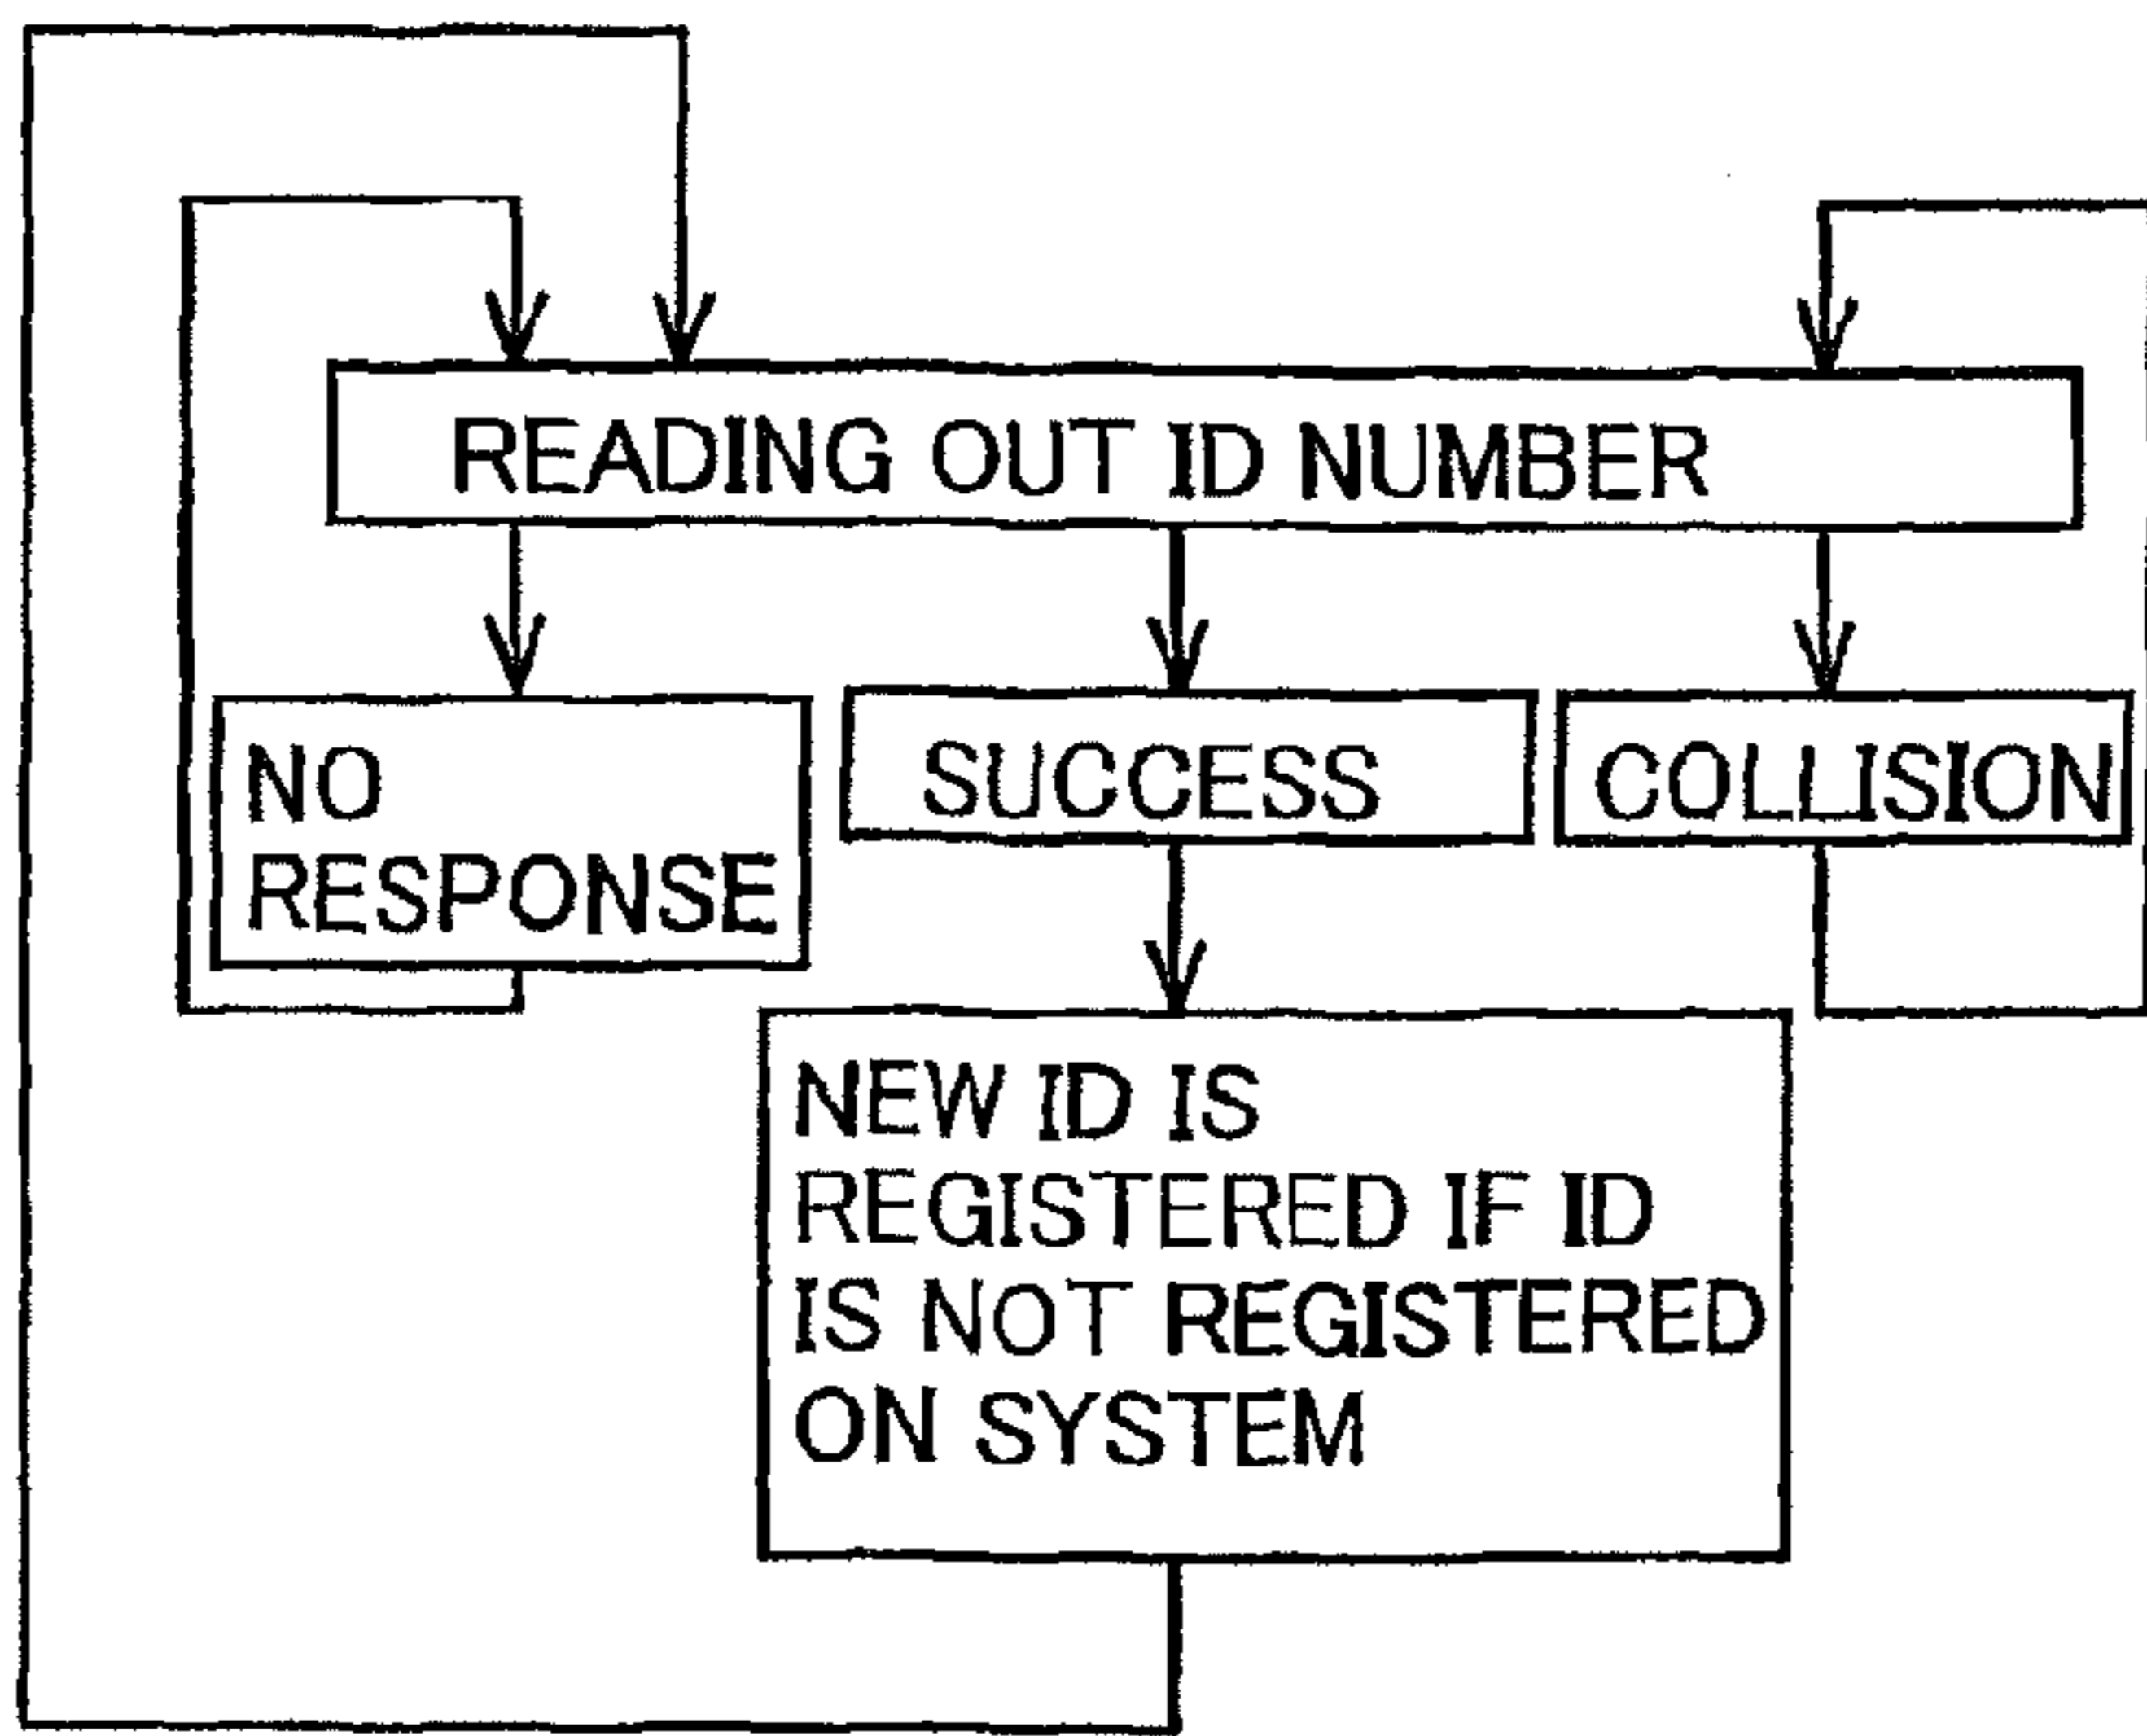 READING OUT ID NUMBER
NO
RESPONSE
SUCCESS
COLLISION
NEW ID IS
REGISTERED IF ID
IS NOT REGISTERED
ON SYSTEM